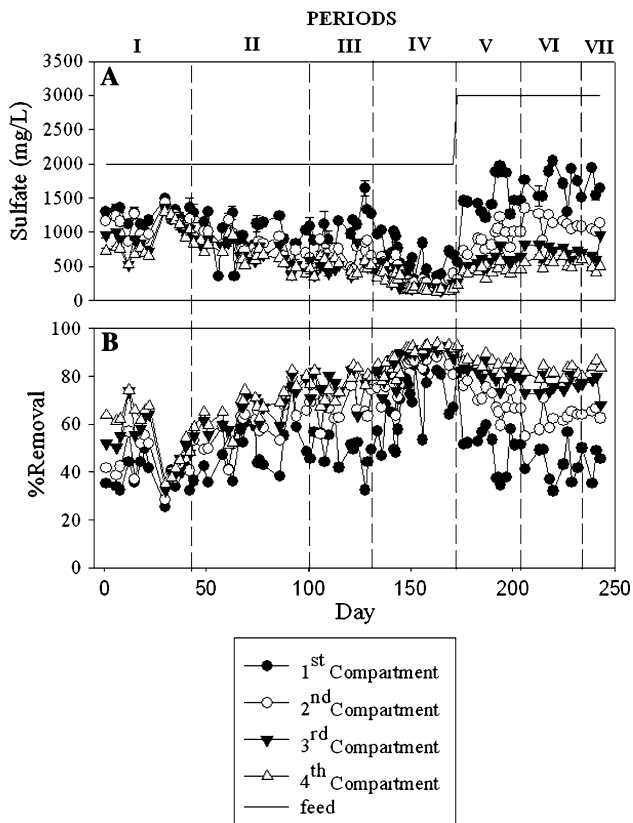 PERIODS
I II III IV V VI VII
A
Sulfate (mg/L)
3500
3000
2500
2000
1500
1000
500
0
B
%Removal
100
80
60
40
20
0
0 50 100 150 200 250
Day
1st Compartment
2nd Compartment
3rd Compartment
4th Compartment
feed